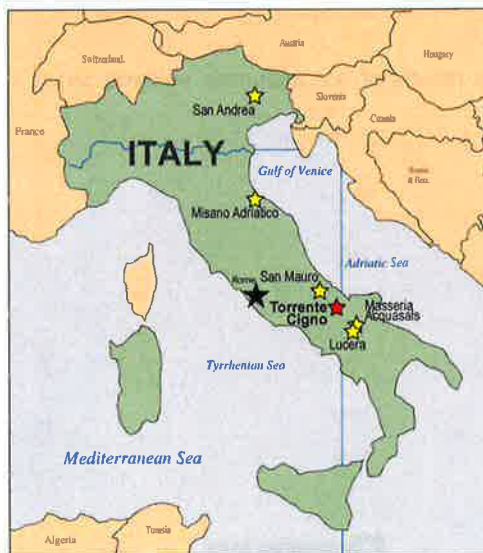 Switzerland
Austria
Hungary
San Andrea
Slovenia
Croatia
France
ITALY
Gulf of Venice
Misano Adriatico
Adriatic Sea
Rome
San Mauro
Torrente
Cigno
Masseria
Acquasals
Lucera
Tyrrhenian Sea
Mediterranean Sea
Algeria
Tunisia